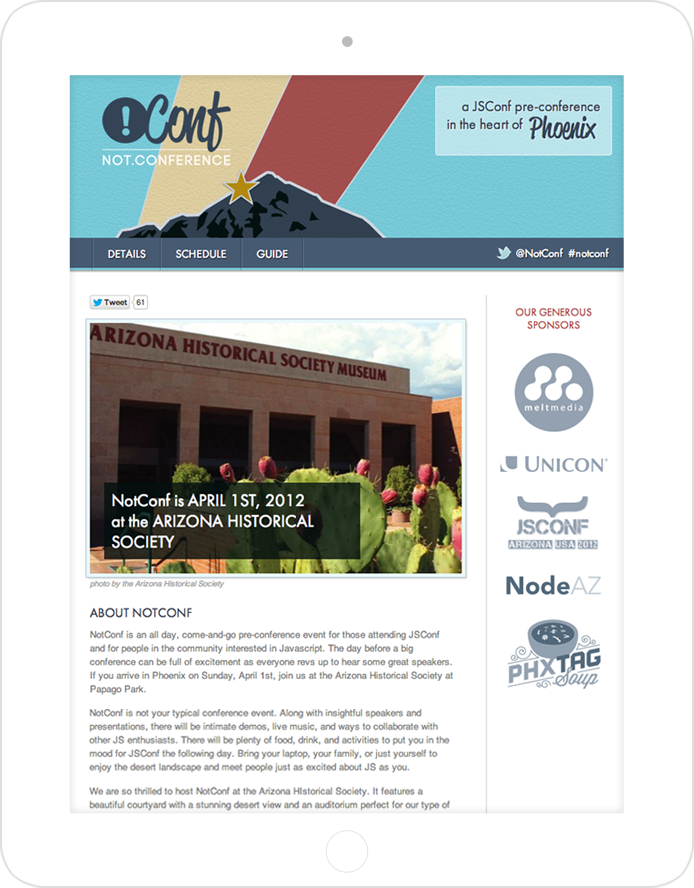 !Conf
NOT.CONFERENCE
a JSConf pre-conference
in the heart of Phoenix
DETAILS SCHEDULE GUIDE @NotConf #notconf
Tweet 61
ARIZONA HISTORICAL SOCIETY MUSEUM
NotConf is APRIL 1ST, 2012
at the ARIZONA HISTORICAL
SOCIETY
photo by the Arizona Historical Society
ABOUT NOTCONF
NotConf is an all day, come-and-go pre-conference event for those attending JSConf
and for people in the community interested in Javascript. The day before a big
conference can be full of excitement as everyone revs up to hear some great speakers.
If you arrive in Phoenix on Sunday, April 1st, join us at the Arizona Historical Society at
Papago Park.
NotConf is not your typical conference event. Along with insightful speakers and
presentations, there will be intimate demos, live music, and ways to collaborate with
other JS enthusiasts. There will be plenty of food, drink, and activities to put you in the
mood for JSConf the following day. Bring your laptop, your family, or just yourself to
enjoy the desert landscape and meet people just as excited about JS as you.
We are so thrilled to host NotConf at the Arizona HIstorical Society. It features a
beautiful courtyard with a stunning desert view and an auditorium perfect for our type of
OUR GENEROUS
SPONSORS
meltmedia
UNICON
JSCONF
ARIZONA USA 2012
NodeAZ
PHXTAG
Soup